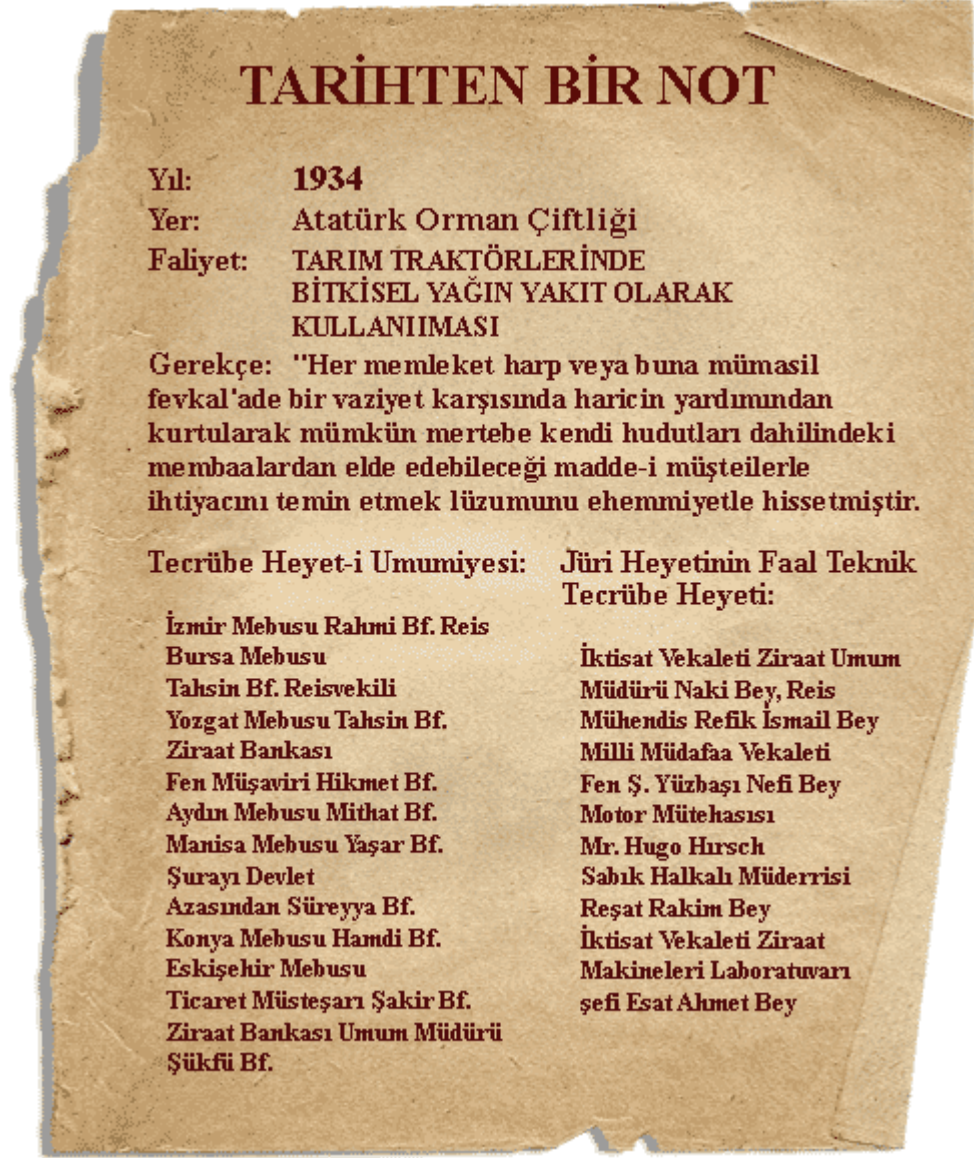 TARİHTEN BİR NOT
Yıl: 1934
Yer: Atatürk Orman Çiftliği
Faliyet: TARIM TRAKTÖRLERİNDE
BİTKİSEL YAĞIN YAKIT OLARAK
KULLANIIMASI
Gerekçe: "Her memleket harp veya buna mümasil
fevkal'ade bir vaziyet karşısında haricin yardımından
kurtularak mümkün mertebe kendi hudutları dahilindeki
membaalardan elde edebileceği madde-i müşteilerle
ihtiyacını temin etmek lüzumunu ehemmiyetle hissetmiştir.
Tecrübe Heyet-i Umumiyesi:
İzmir Mebusu Rahmi Bf. Reis
Bursa Mebusu
Tahsin Bf. Reisvekili
Yozgat Mebusu Tahsin Bf.
Ziraat Bankası
Fen Müşaviri Hikmet Bf.
Aydın Mebusu Mithat Bf.
Manisa Mebusu Yaşar Bf.
Şurayı Devlet
Azasından Süreyya Bf.
Konya Mebusu Hamdi Bf.
Eskişehir Mebusu
Ticaret Müsteşarı Şakir Bf.
Ziraat Bankası Umum Müdürü
Şükfü Bf.
Jüri Heyetinin Faal Teknik
Tecrübe Heyeti:
İktisat Vekaleti Ziraat Umum
Müdürü Naki Bey, Reis
Mühendis Refik İsmail Bey
Milli Müdafaa Vekaleti
Fen Ş. Yüzbaşı Nefi Bey
Motor Mütehasısı
Mr. Hugo Hırsch
Sabık Halkalı Müderrisi
Reşat Rakim Bey
İktisat Vekaleti Ziraat
Makineleri Laboratuvarı
şefi Esat Ahmet Bey